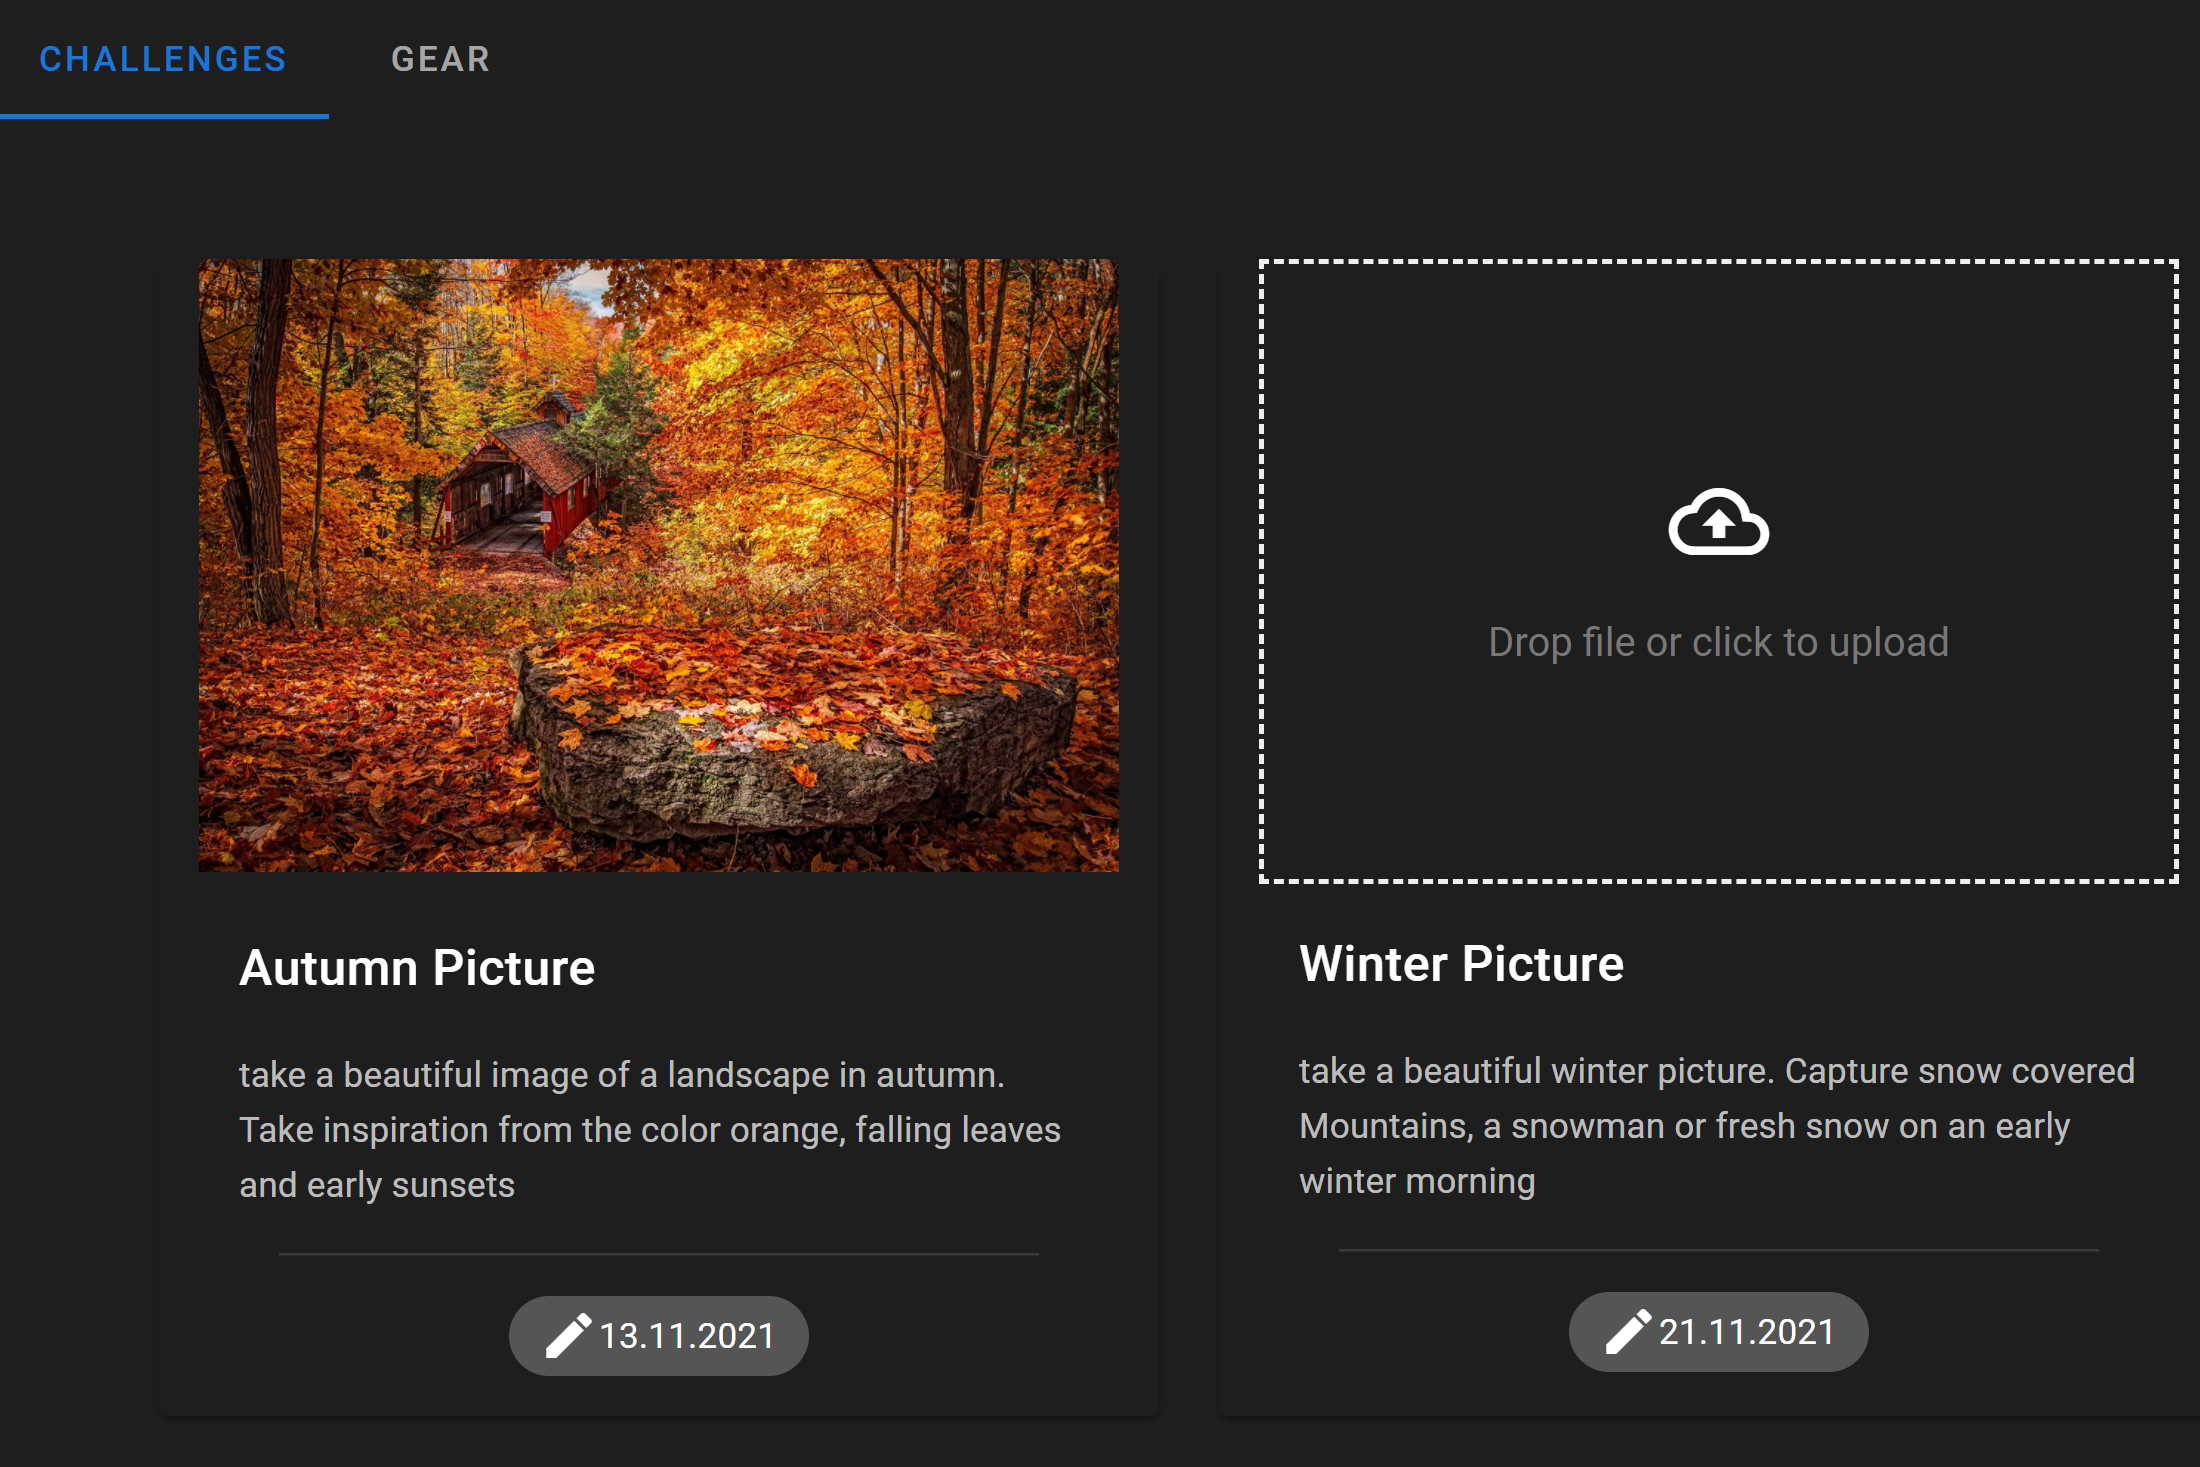 CHALLENGES GEAR
Drop file or click to upload
Autumn Picture
take a beautiful image of a landscape in autumn.
Take inspiration from the color orange, falling leaves
and early sunsets
13.11.2021
Winter Picture
take a beautiful winter picture. Capture snow covered
Mountains, a snowman or fresh snow on an early
winter morning
21.11.2021